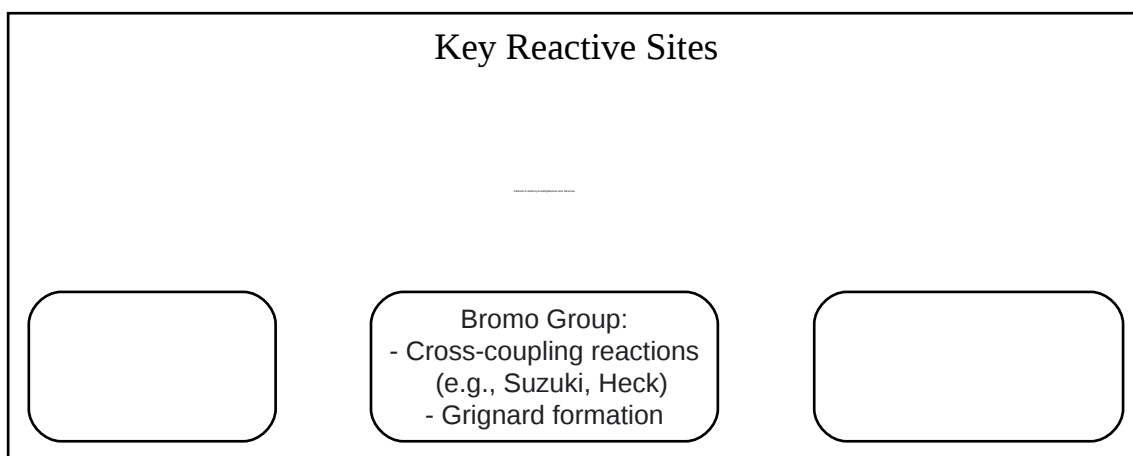 Key Reactive Sites
Bromo Group:
- Cross-coupling reactions
(e.g., Suzuki, Heck)
- Grignard formation